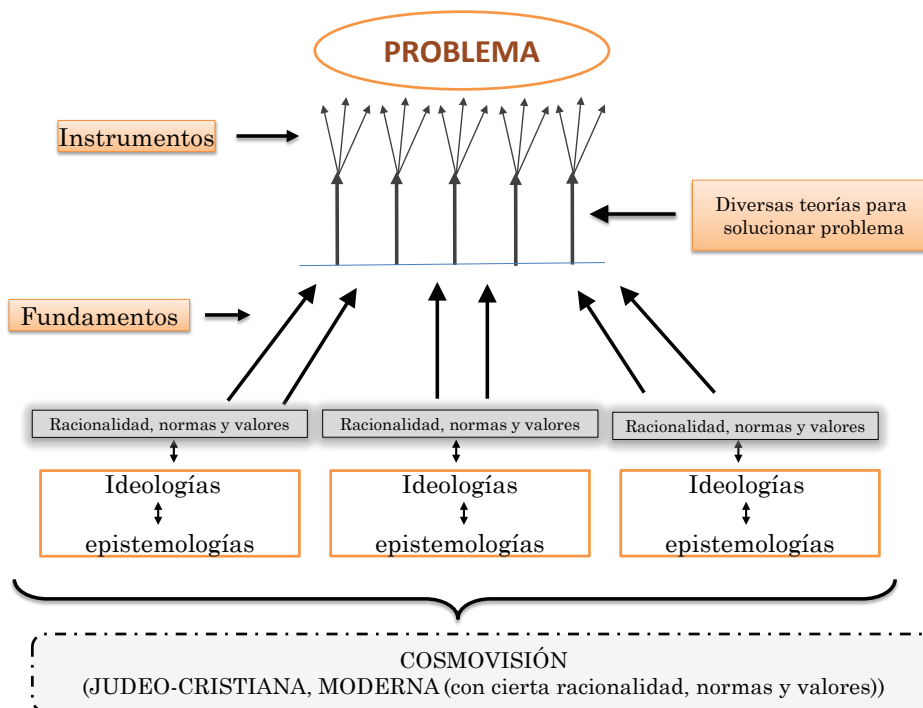 PROBLEMA
Instrumentos
Diversas teorías para
solucionar problema
Fundamentos
Racionalidad, normas y valores
Racionalidad, normas y valores
Racionalidad, normas y valores
Ideologías
epistemologías
Ideologías
epistemologías
Ideologías
epistemologías
COSMOVISIÓN
(JUDEO-CRISTIANA, MODERNA (con cierta racionalidad, normas y valores))